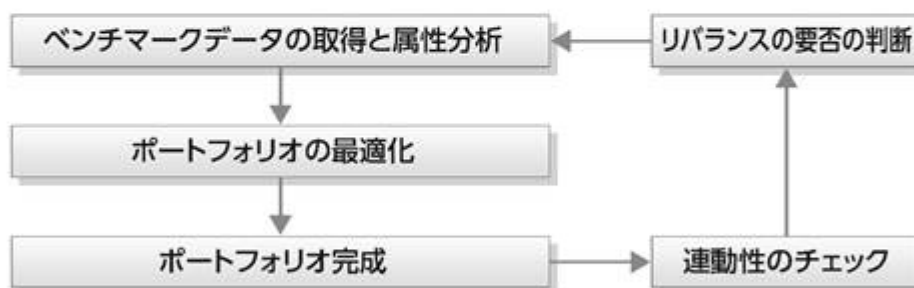 ベンチマークデータの取得と属性分析
リバランスの要否の判断
ポートフォリオの最適化
ポートフォリオ完成
連動性のチェック